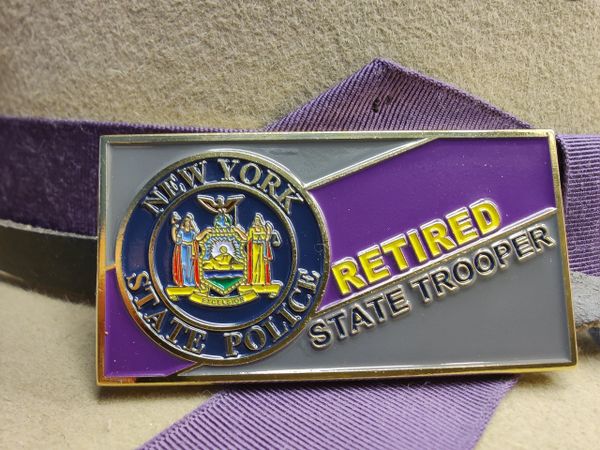 NEW YORK
STATE POLICE
EXCELSIOR
RETIRED
STATE TROOPER